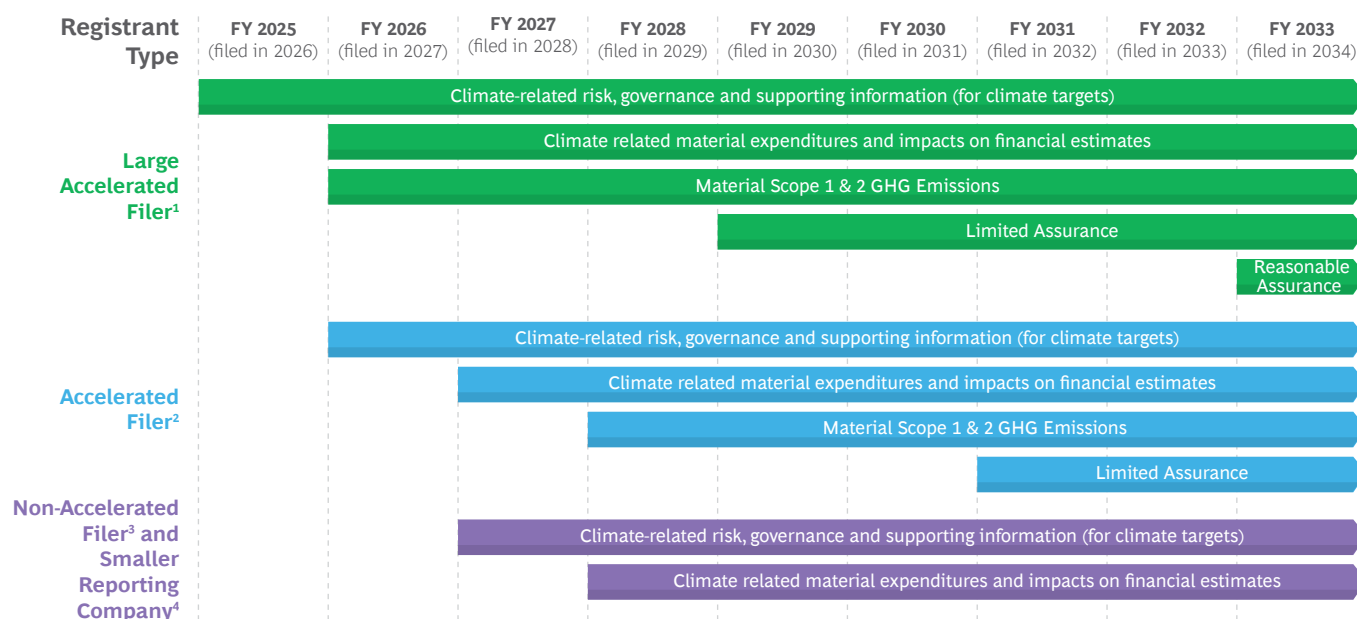 Registrant
Type
FY 2025
(filed in 2026)
FY 2026
(filed in 2027)
FY 2027
(filed in 2028)
FY 2028
(filed in 2029)
FY 2029
(filed in 2030)
FY 2030
(filed in 2031)
FY 2031
(filed in 2032)
FY 2032
(filed in 2033)
FY 2033
(filed in 2034)
Large
Accelerated
Filer¹
Climate-related risk, governance and supporting information (for climate targets)
Climate related material expenditures and impacts on financial estimates
Material Scope 1 & 2 GHG Emissions
Limited Assurance
Reasonable
Assurance
Accelerated
Filer²
Climate-related risk, governance and supporting information (for climate targets)
Climate related material expenditures and impacts on financial estimates
Material Scope 1 & 2 GHG Emissions
Limited Assurance
Non-Accelerated
Filer³ and
Smaller
Reporting
Company⁴
Climate-related risk, governance and supporting information (for climate targets)
Climate related material expenditures and impacts on financial estimates